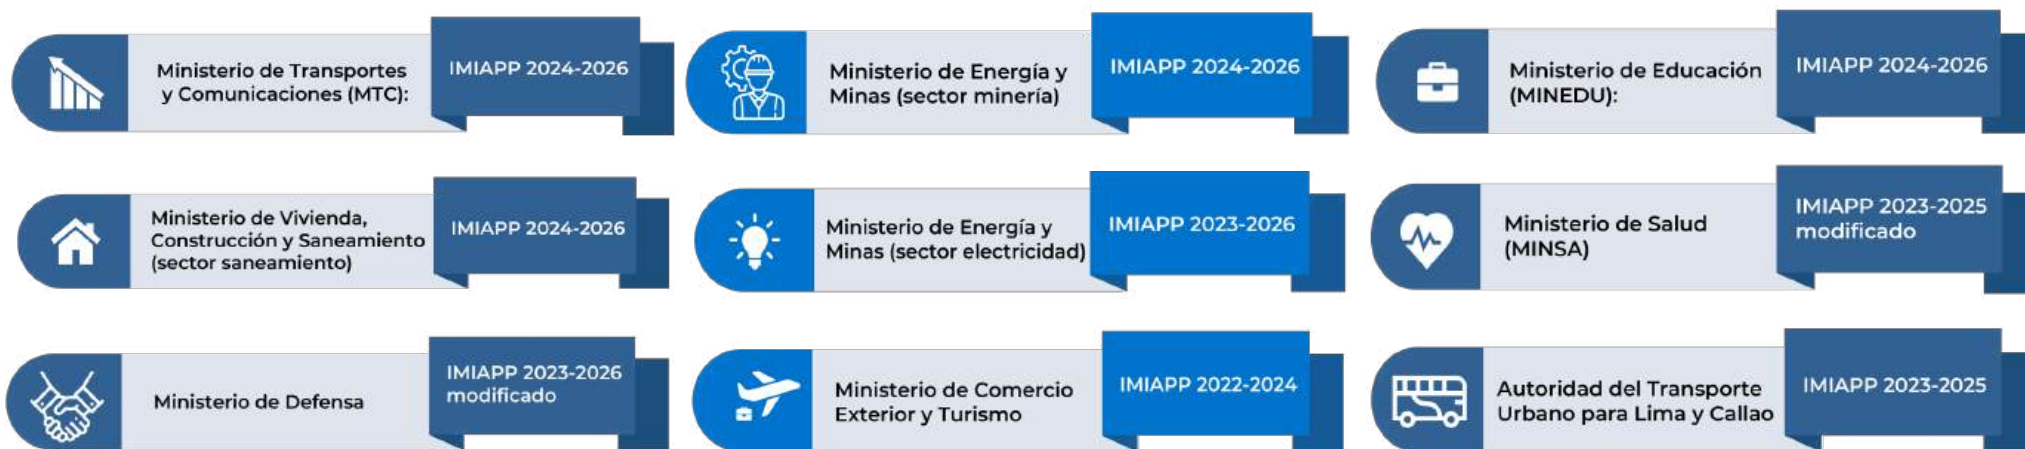 Ministerio de Transportes
y Comunicaciones (MTC):
IMIAPP 2024-2026
Ministerio de Energía y
Minas (sector minería)
IMIAPP 2024-2026
Ministerio de Educación
(MINEDU):
IMIAPP 2024-2026
Ministerio de Vivienda,
Construcción y Saneamiento
(sector saneamiento)
IMIAPP 2024-2026
Ministerio de Energía y
Minas (sector electricidad)
IMIAPP 2023-2026
Ministerio de Salud
(MINSA)
IMIAPP 2023-2025
modificado
Ministerio de Defensa
IMIAPP 2023-2026
modificado
Ministerio de Comercio
Exterior y Turismo
IMIAPP 2022-2024
Autoridad del Transporte
Urbano para Lima y Callao
IMIAPP 2023-2025